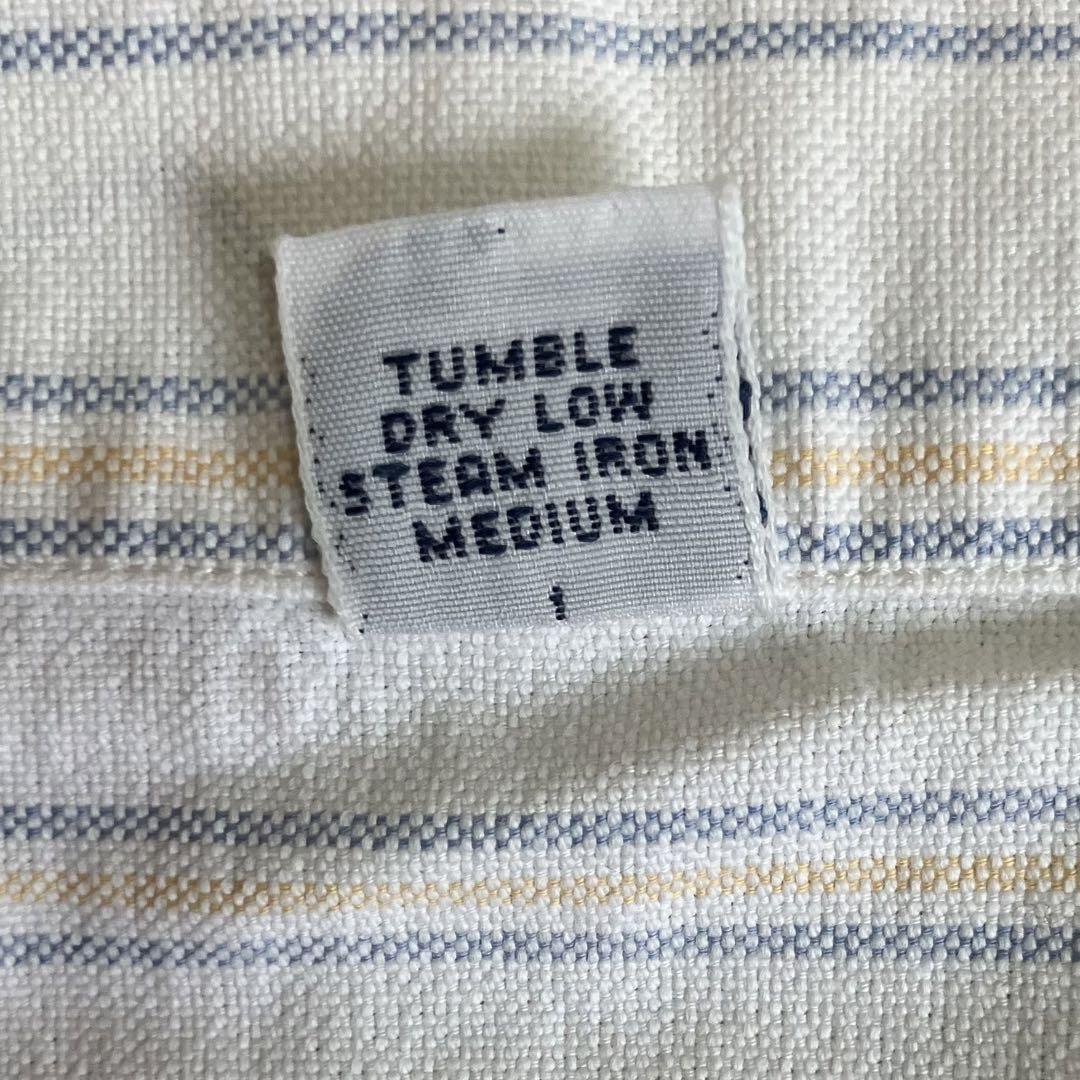 TUMBLE
DRY LOW
STEAM IRON
MEDIUM
1